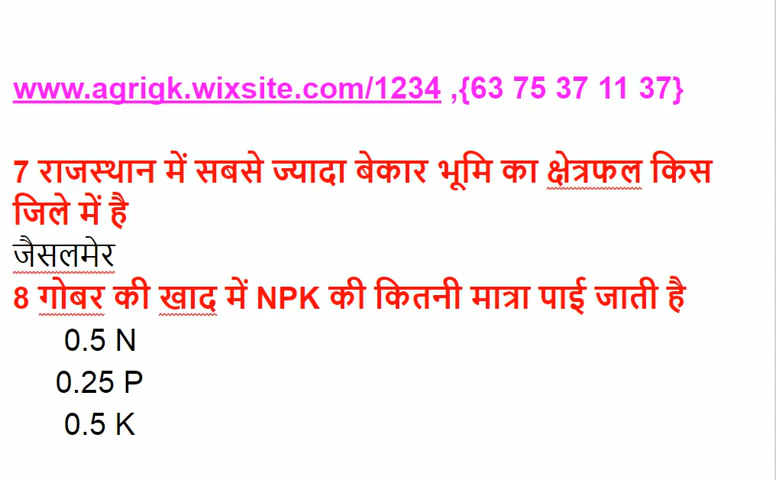 www.agrigk.wixsite.com/1234 ,{63 75 37 11 37}
7 राजस्थान में सबसे ज्यादा बेकार भूमि का क्षेत्रफल किस
जिले में है
जैसलमेर
8 गोबर की खाद में NPK की कितनी मात्रा पाई जाती है
0.5 N
0.25 P
0.5 K